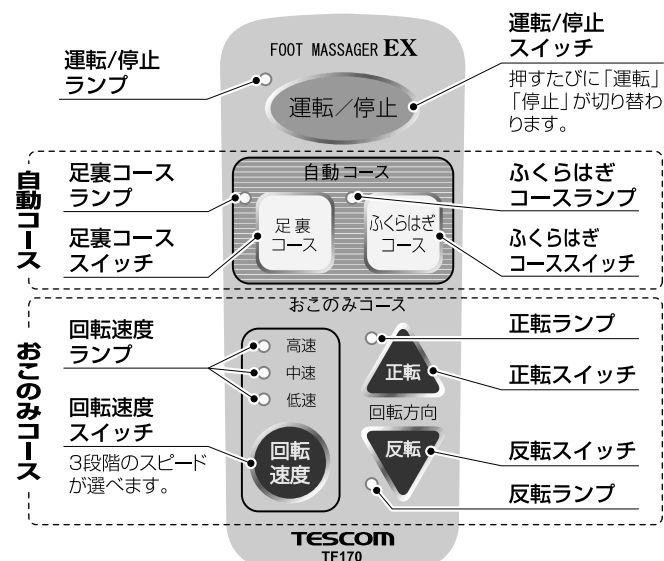 FOOT MASSAGER EX
運転/停止
ランプ
運転／停止
運転/停止
スイッチ
押すたびに「運転」
「停止」が切り替わ
ります。
自動コース
足裏コース
ランプ
足裏コース
スイッチ
自動コース
足裏
コース
ふくらはぎ
コース
ふくらはぎ
コースランプ
ふくらはぎ
コーススイッチ
おこのみコース
おこのみコース
回転速度
ランプ
回転速度
スイッチ
3段階のスピード
が選べます。
高速
中速
低速
回転
速度
正転
回転方向
反転
正転ランプ
正転スイッチ
反転スイッチ
反転ランプ
TESCOM
TF170